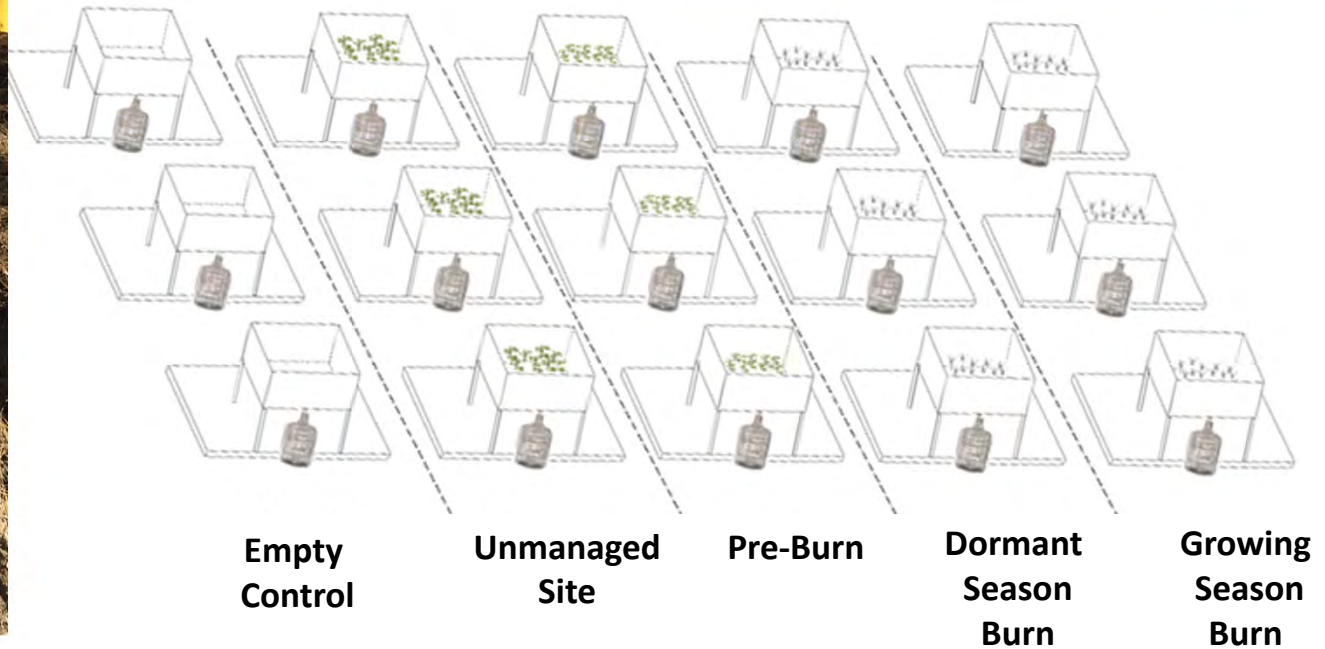 Empty
Control
Unmanaged
Site
Pre-Burn
Dormant
Season
Burn
Growing
Season
Burn